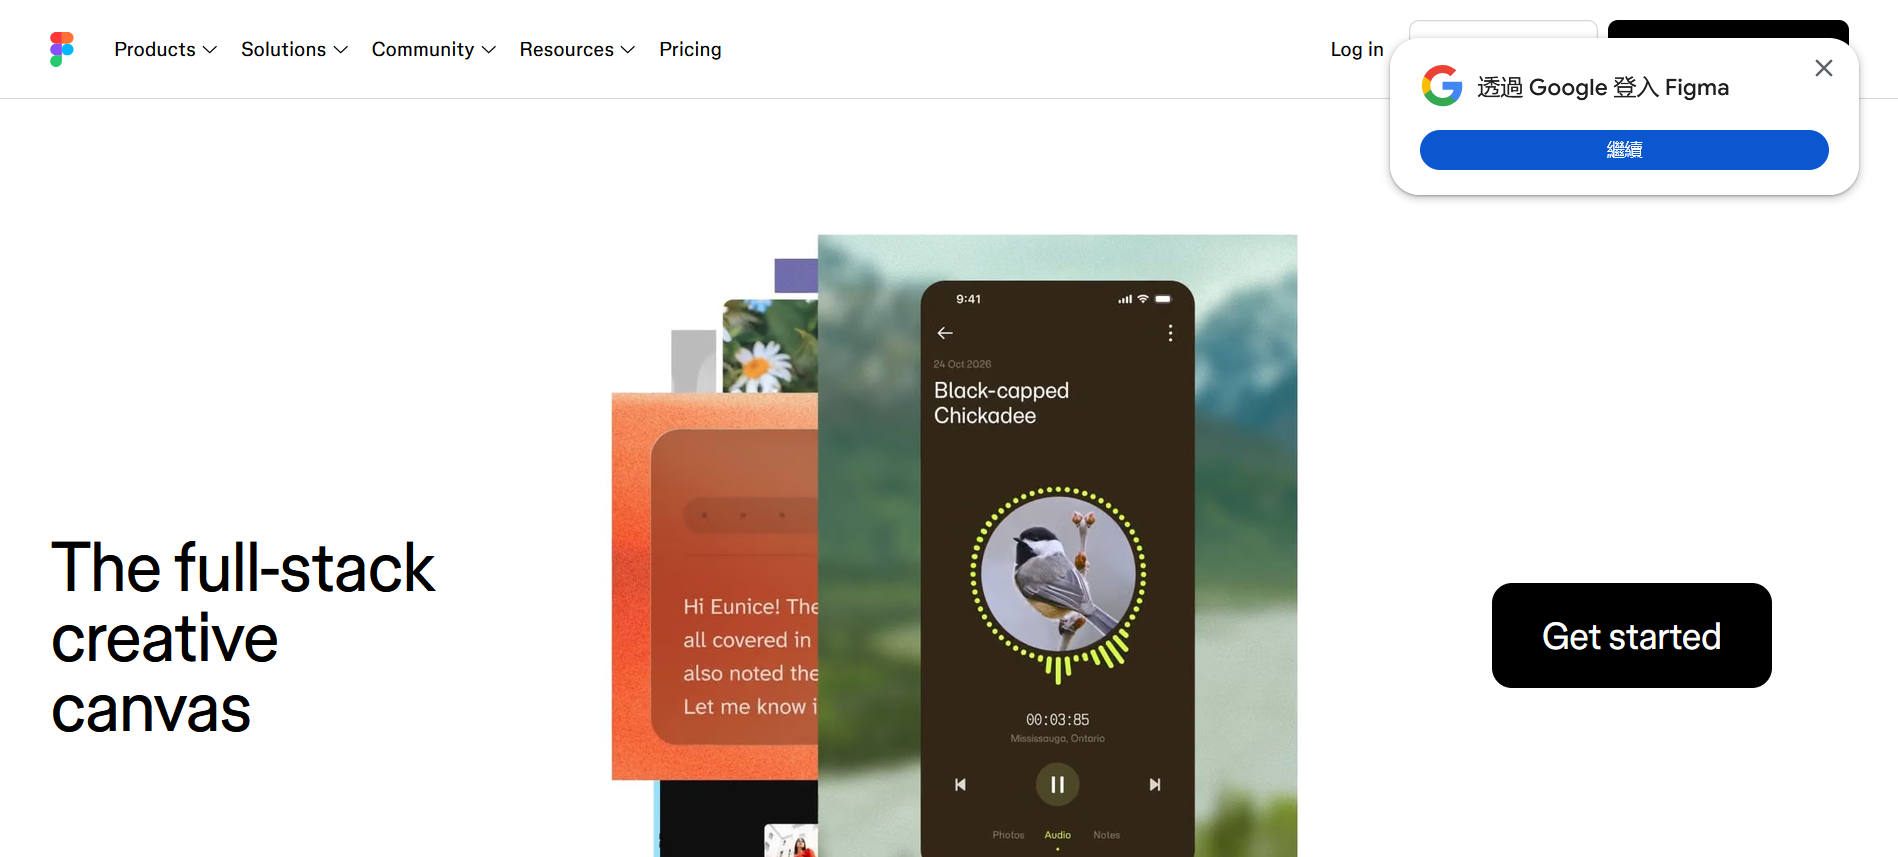 Products
Solutions
Community
Resources
Pricing
Log in
透過 Google 登入 Figma
繼續
The full-stack
creative
canvas
Hi Eunice! The
all covered in
also noted the
Let me know i
9:41
24 Oct 2026
Black-capped
Chickadee
00:03:85
Mississauga, Ontario
Photos Audio Notes
Get started